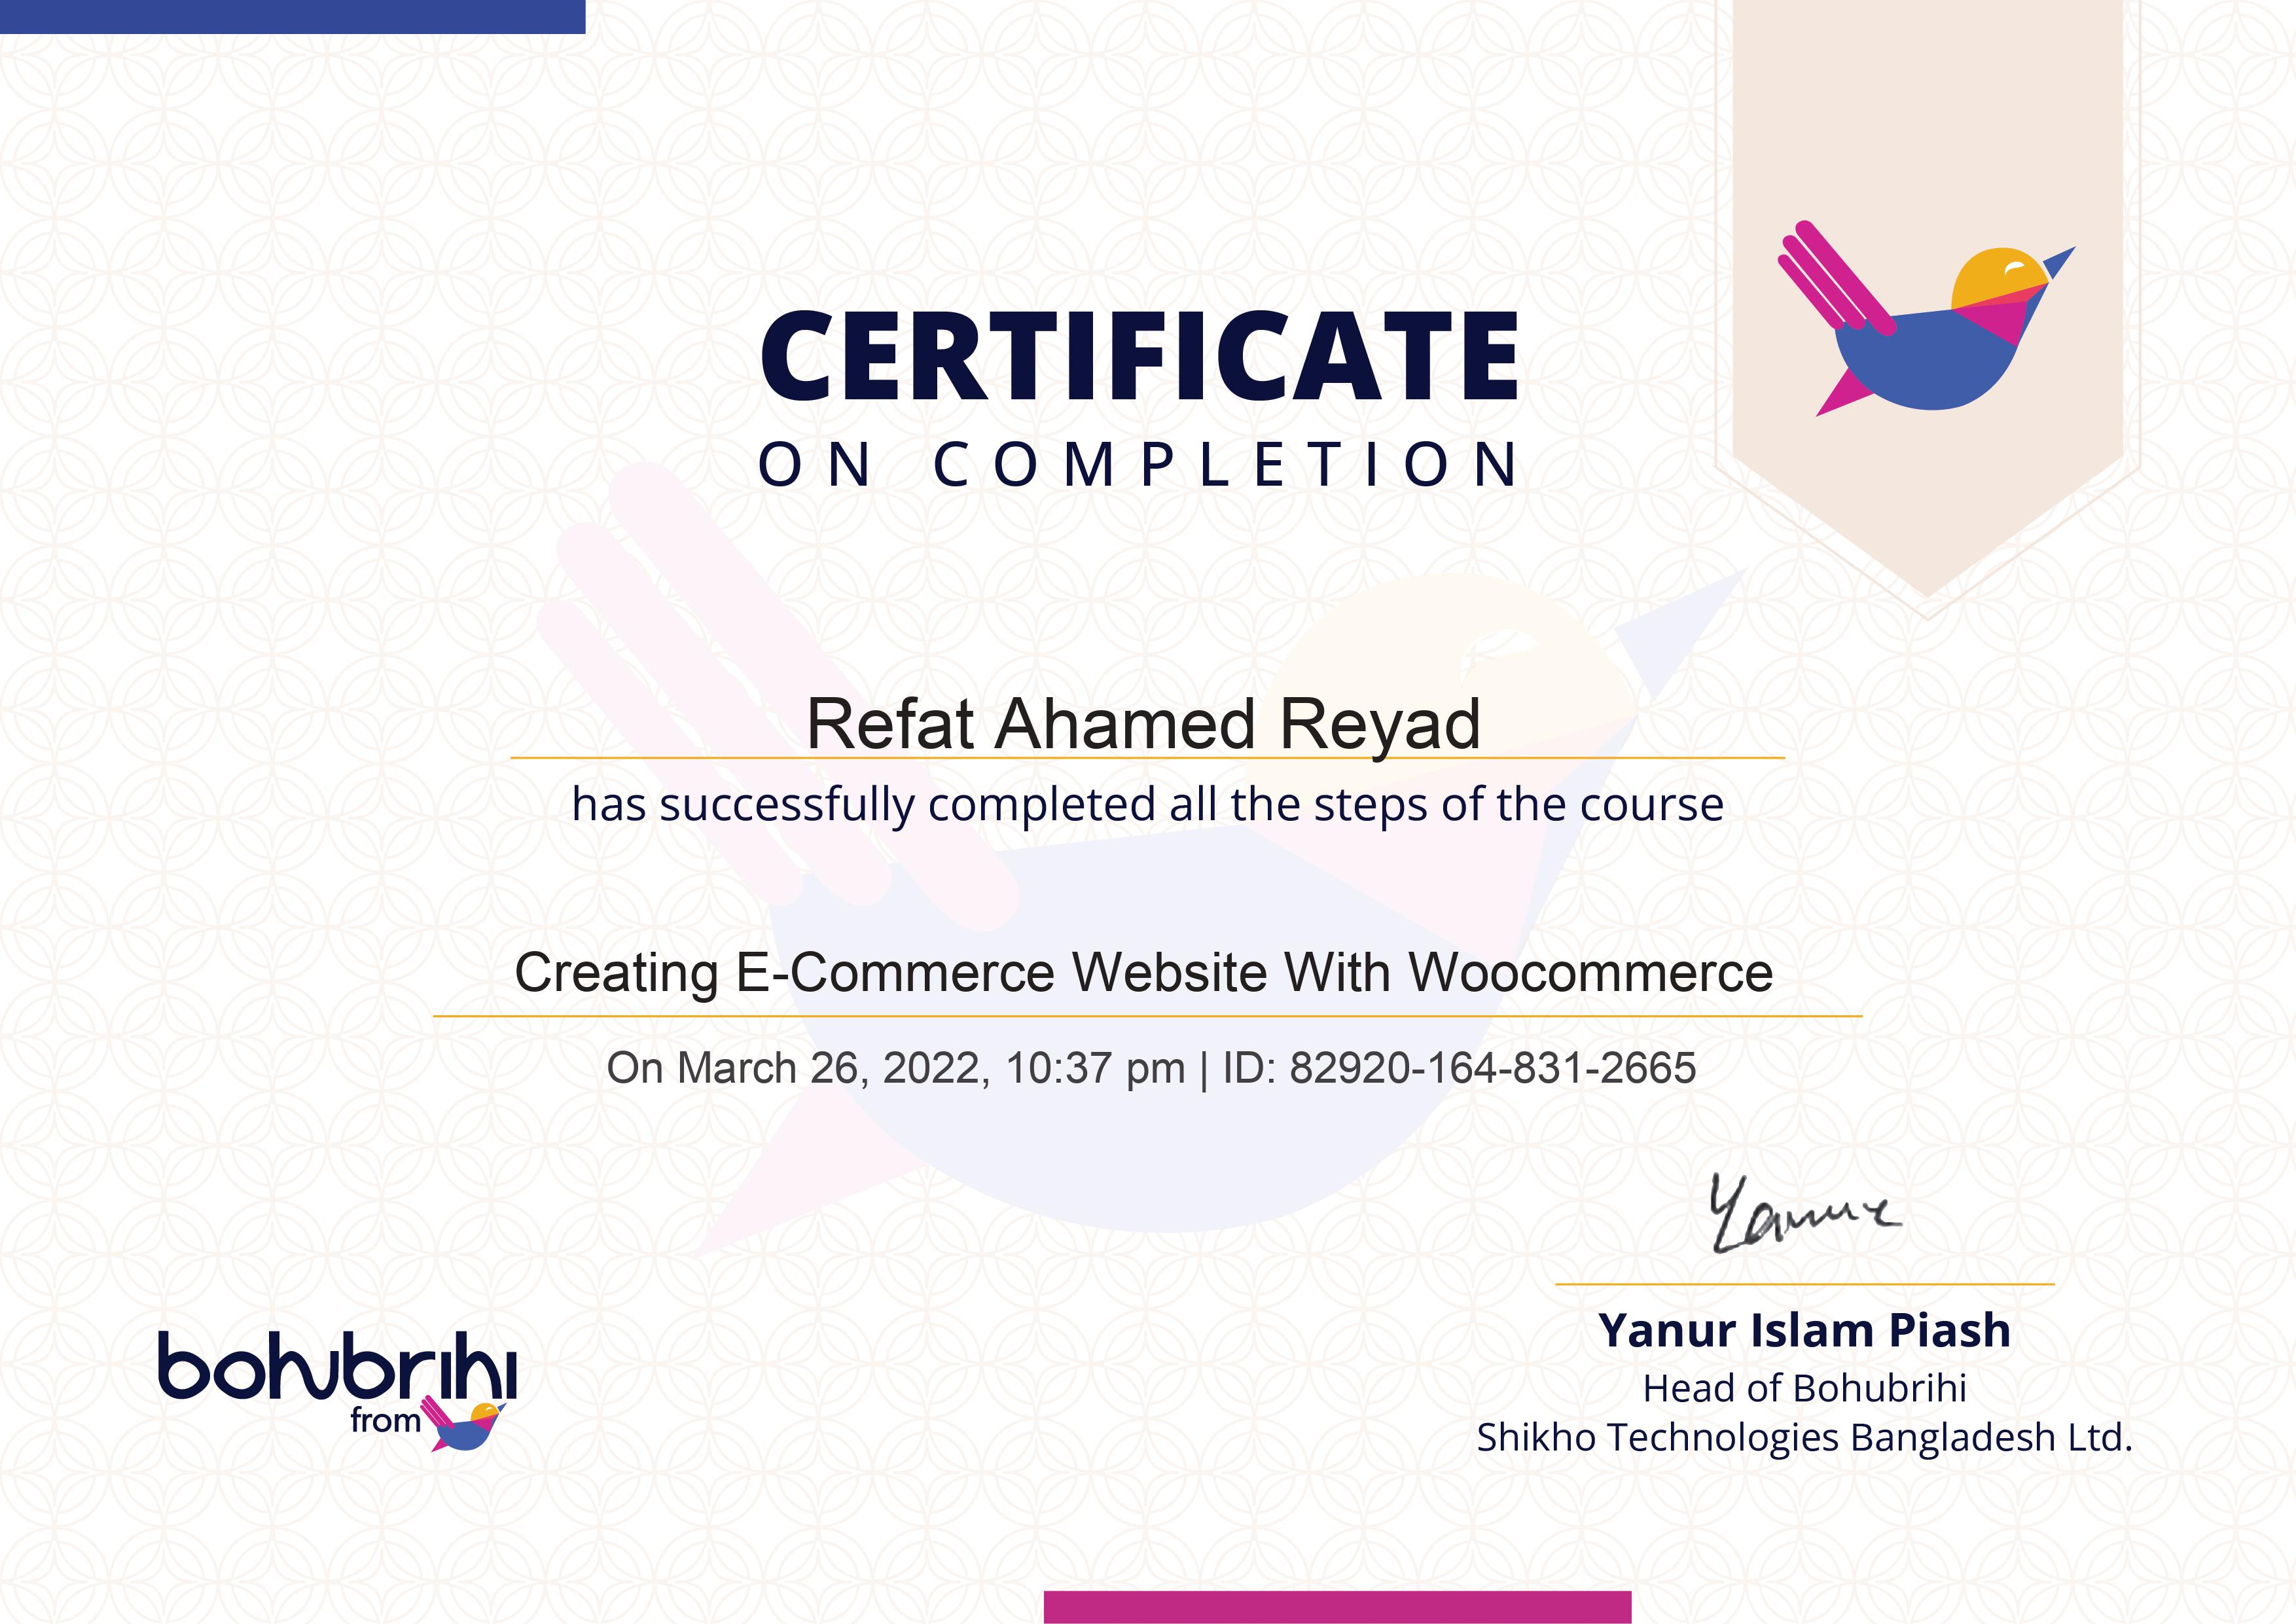 CERTIFICATE
ON COMPLETION
Refat Ahamed Reyad
has successfully completed all the steps of the course
Creating E-Commerce Website With Woocommerce
On March 26, 2022, 10:37 pm | ID: 82920-164-831-2665
Yanur
Yanur Islam Piash
Head of Bohubrihi
Shikho Technologies Bangladesh Ltd.
bohubrihi
from